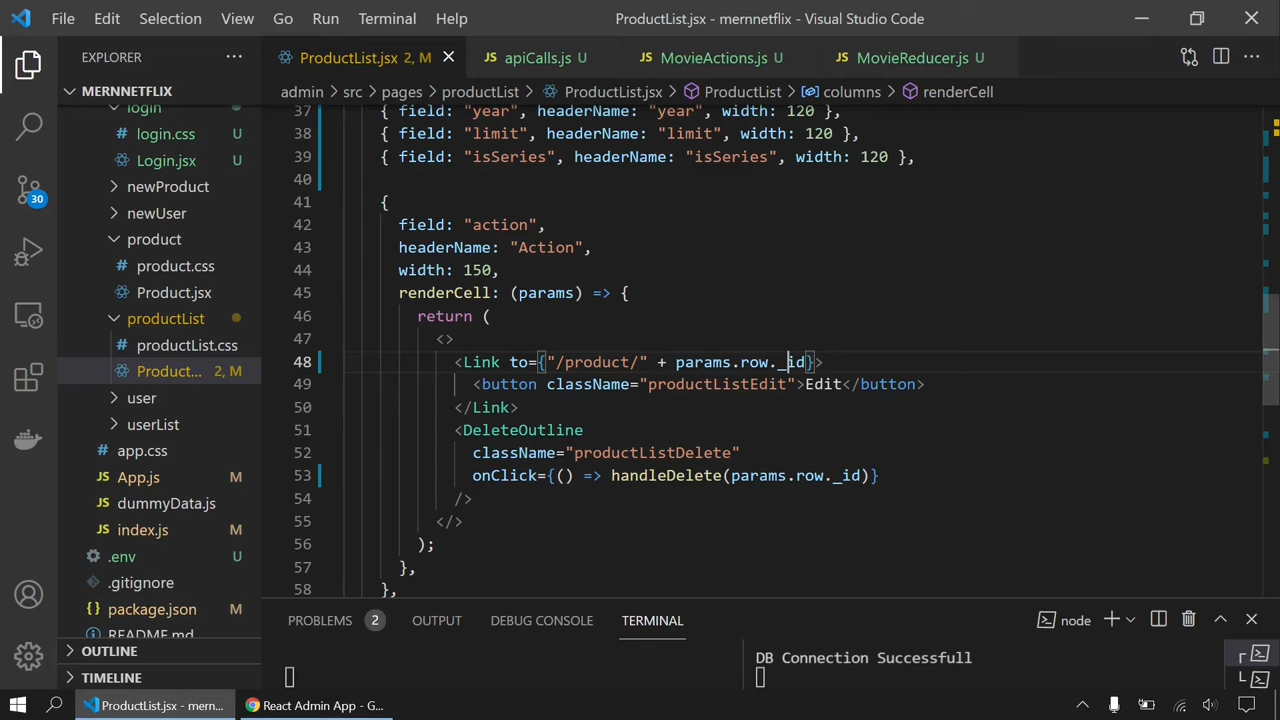 File Edit Selection View Go Run Terminal Help ProductList.jsx - mernnetflix - Visual Studio Code
EXPLORER
ProductList.jsx 2, M
apiCalls.js U
MovieActions.js U
MovieReducer.js U
MERNNETFLIX
admin > src > pages > productList > ProductList.jsx > ProductList > columns > renderCell
login
login.css U
Login.jsx U
newProduct
newUser
product
product.css
Product.jsx
productList
productList.css
Product... 2, M
user
userList
app.css
App.js M
dummyData.js
index.js M
.env U
.gitignore
package.json M
README.md
OUTLINE
TIMELINE
30
37 { field: "year", headerName: "year", width: 120 },
38 { field: "limit", headerName: "limit", width: 120 },
39 { field: "isSeries", headerName: "isSeries", width: 120 },
40
41 {
42 field: "action",
43 headerName: "Action",
44 width: 150,
45 renderCell: (params) => {
46 return (
47 <>
48 <Link to={"/product/" + params.row._id}>
49 <button className="productListEdit">Edit</button>
50 </Link>
51 <DeleteOutline
52 className="productListDelete"
53 onClick={() => handleDelete(params.row._id)}
54 />
55 </>
56 );
57 },
58 },
PROBLEMS 2 OUTPUT DEBUG CONSOLE TERMINAL node
DB Connection Successfull
ProductList.jsx - mern... React Admin App - G...